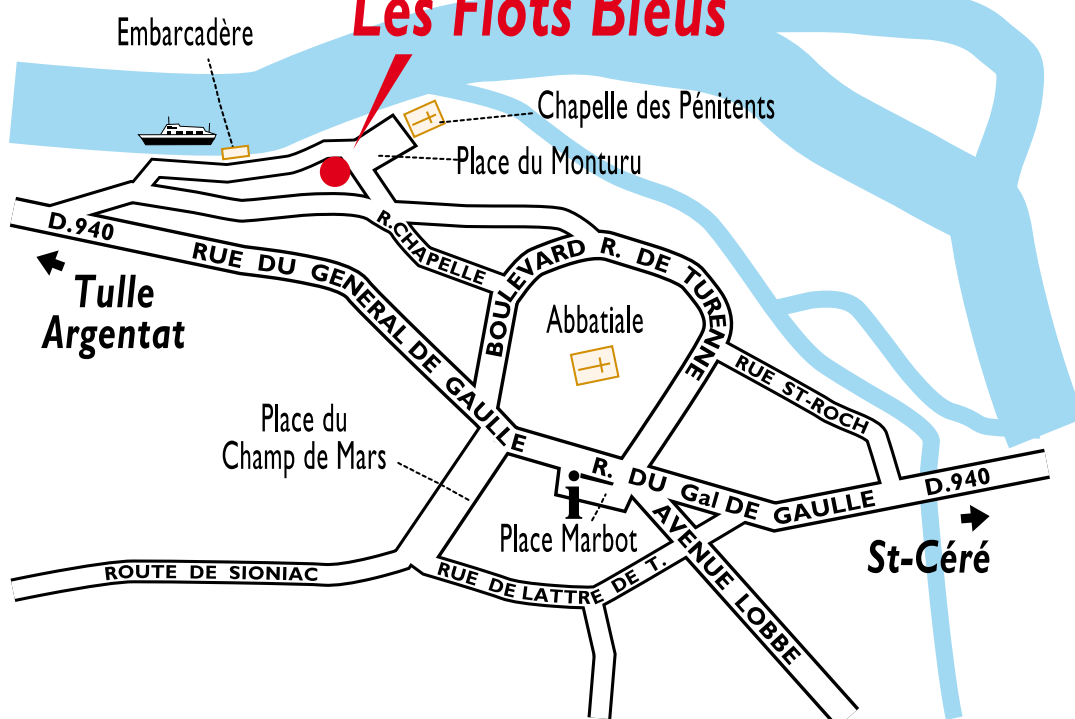 Les Flots Bleus
Embarcadère
Chapelle des Pénitents
Place du Monturu
D.940
R.CHAPELLE
RUE DU GENERAL DE GAULLE
BOULEVARD R. DE TURENNE
Tulle
Argentat
Abbatiale
RUE ST-ROCH
Place du
Champ de Mars
R. DU Gal DE GAULLE
D.940
i
Place Marbot
AVENUE LOBBE
St-Céré
ROUTE DE SIONIAC
RUE DE LATTRE DE T.